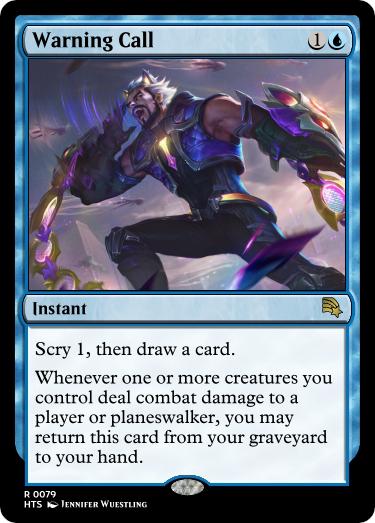 Warning Call
1
Instant
Scry 1, then draw a card.
Whenever one or more creatures you
control deal combat damage to a
player or planeswalker, you may
return this card from your graveyard
to your hand.
R 0079
HTS Jennifer Wuestling